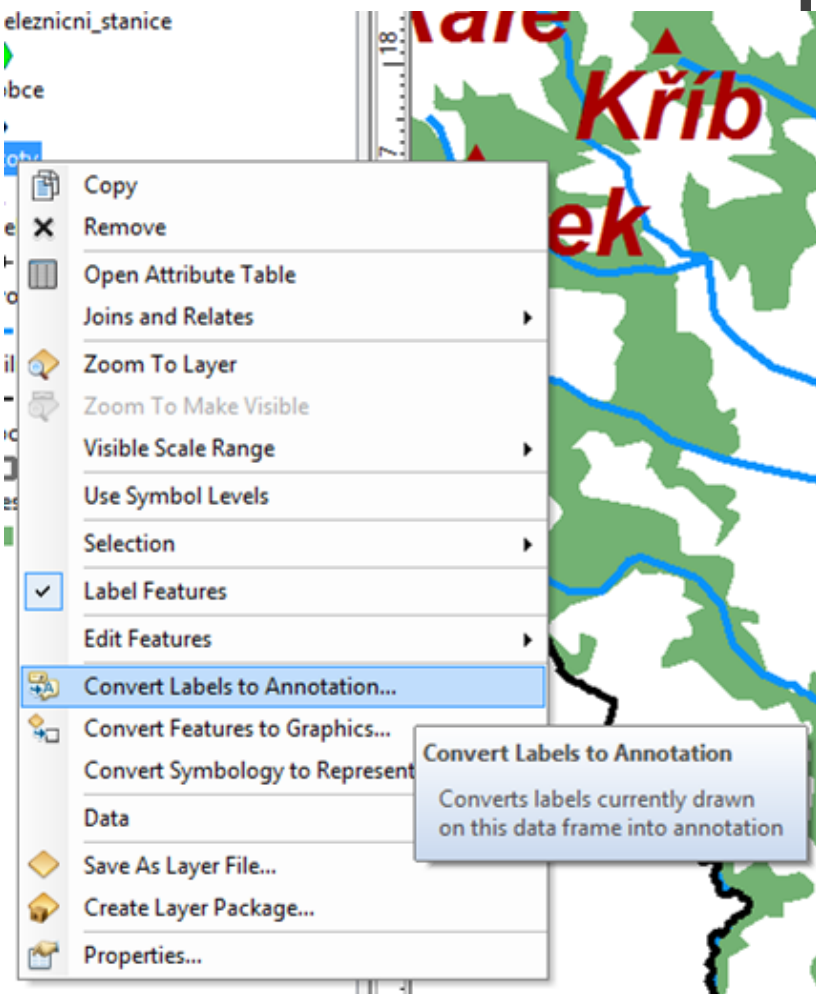 eleznicni_stanice
18
Kříb
7
ek
Copy
Remove
Open Attribute Table
Joins and Relates
Zoom To Layer
Zoom To Make Visible
Visible Scale Range
Use Symbol Levels
Selection
Label Features
Edit Features
Convert Labels to Annotation...
Convert Features to Graphics...
Convert Symbology to Represent
Data
Save As Layer File...
Create Layer Package...
Properties...
Convert Labels to Annotation
Converts labels currently drawn
on this data frame into annotation